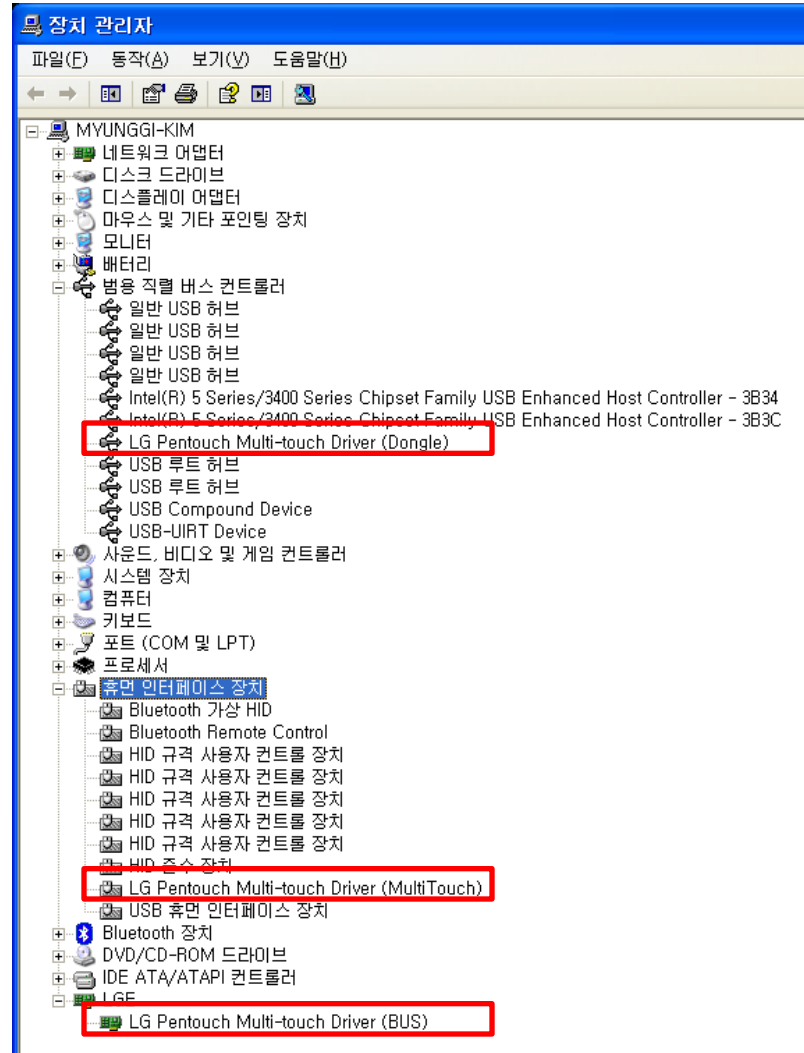 장치 관리자
파일(F) 동작(A) 보기(V) 도움말(H)
MYUNGGI-KIM
네트워크 어댑터
디스크 드라이브
디스플레이 어댑터
마우스 및 기타 포인팅 장치
모니터
배터리
범용 직렬 버스 컨트롤러
일반 USB 허브
일반 USB 허브
일반 USB 허브
일반 USB 허브
Intel(R) 5 Series/3400 Series Chipset Family USB Enhanced Host Controller - 3B34
Intel(R) 5 Series/3400 Series Chipset Family USB Enhanced Host Controller - 3B3C
LG Pentouch Multi-touch Driver (Dongle)
USB 루트 허브
USB 루트 허브
USB Compound Device
USB-UIRT Device
사운드, 비디오 및 게임 컨트롤러
시스템 장치
컴퓨터
키보드
포트 (COM 및 LPT)
프로세서
휴먼 인터페이스 장치
Bluetooth 가상 HID
Bluetooth Remote Control
HID 규격 사용자 컨트롤 장치
HID 규격 사용자 컨트롤 장치
HID 규격 사용자 컨트롤 장치
HID 규격 사용자 컨트롤 장치
HID 규격 사용자 컨트롤 장치
HID 준수 장치
LG Pentouch Multi-touch Driver (MultiTouch)
USB 휴먼 인터페이스 장치
Bluetooth 장치
DVD/CD-ROM 드라이브
IDE ATA/ATAPI 컨트롤러
LGE
LG Pentouch Multi-touch Driver (BUS)